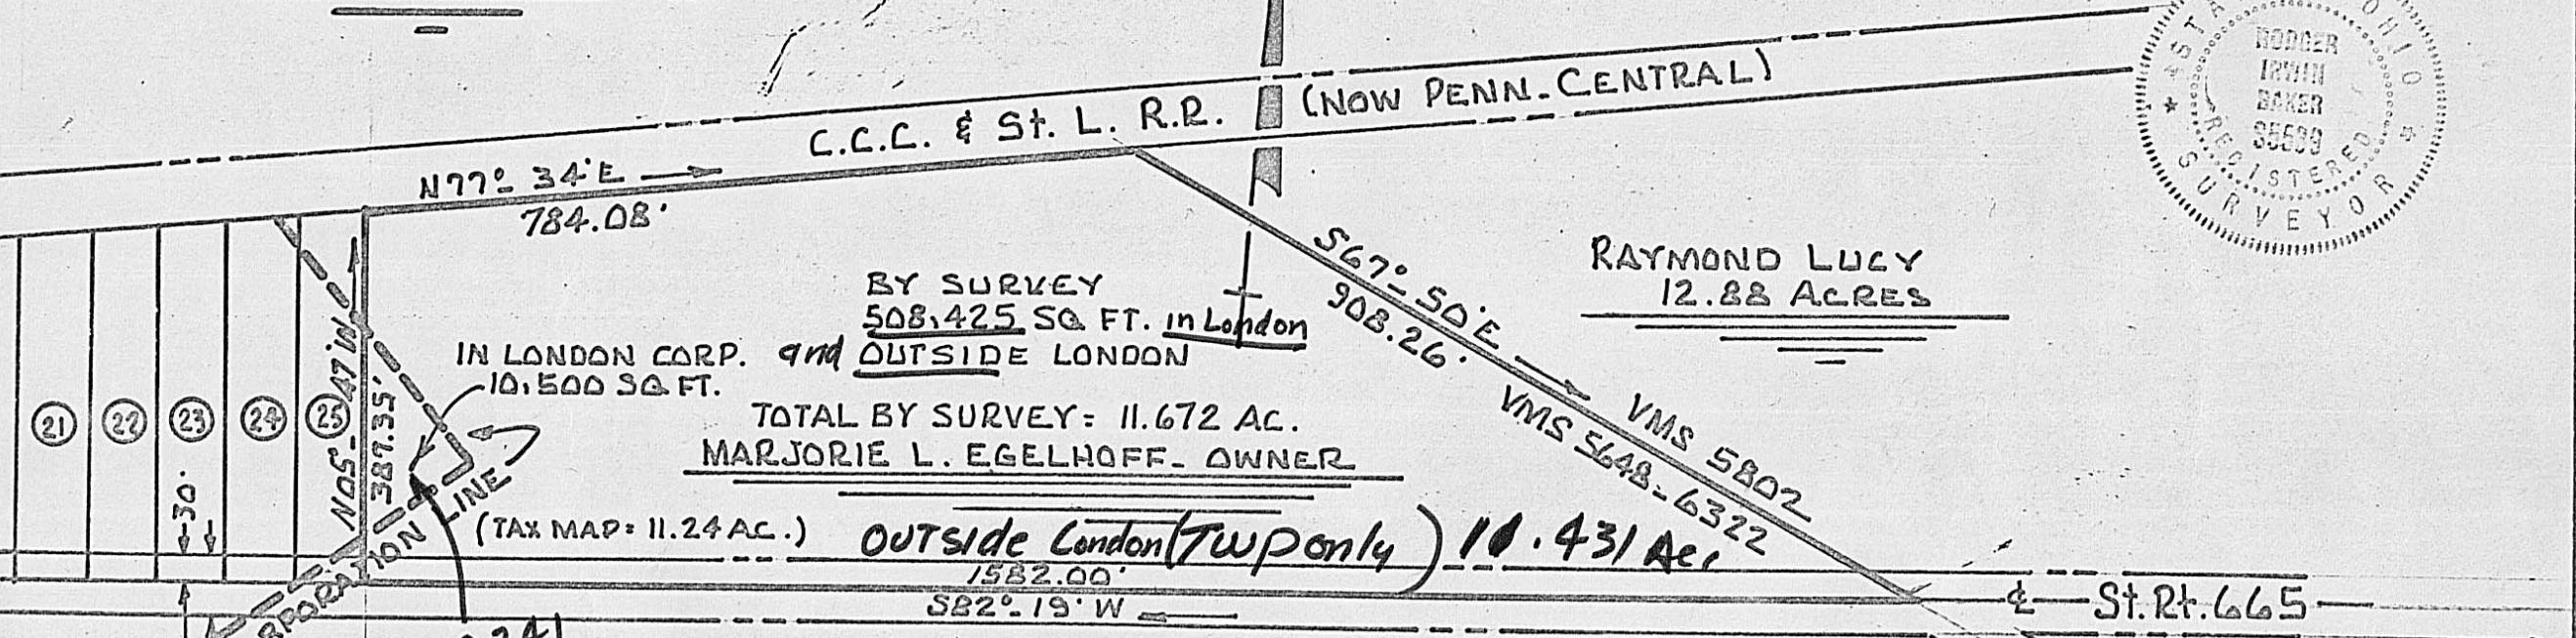 C.C.C. & St. L. R.R. (NOW PENN. CENTRAL)
STATE OHIO
RODGER
IRWIN
BAKER
S5639
REGISTERED
SURVEYOR
N77°- 34'E
784.08'
S67°- 50'E
908.26'
RAYMOND LUCY
12.88 ACRES
BY SURVEY
508,425 SQ FT. in London
and OUTSIDE LONDON
IN LONDON CORP.
10,500 SQ FT.
TOTAL BY SURVEY = 11.672 AC.
MARJORIE L. EGELHOFF - OWNER
21 22 23 24 25
N05°-47'W
387.35'
30'
VMS 5802
VMS 5648-6322
CORPORATION LINE
(TAX MAP = 11.24 AC.)
OUTSide London (TWP only) 11.431 Ac.
1582.00'
S82°-19'W
St. Rt. 665
241